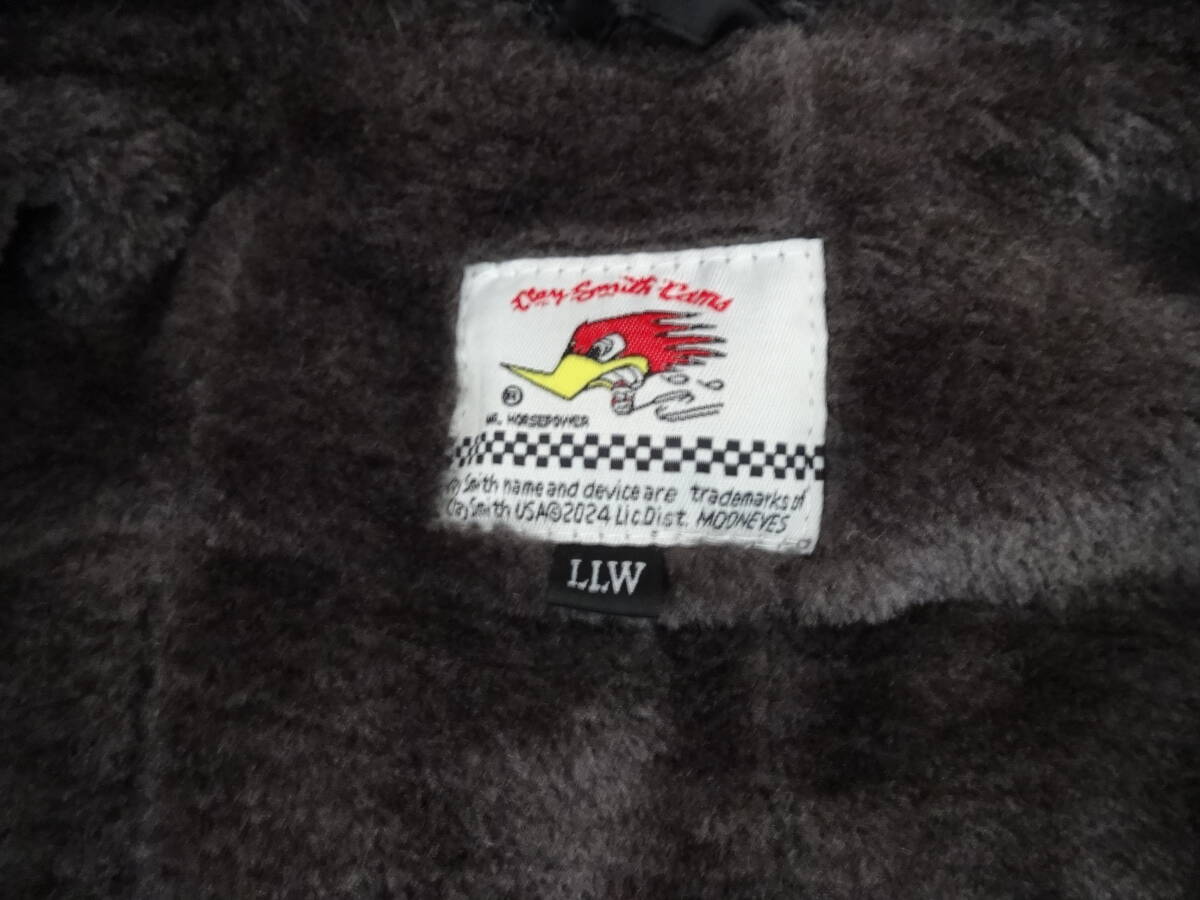 Clay Smith Cams
®
MR. HORSEPOWER
Smith name and device are trademarks of
Clay Smith USA©2024 Lic.Dist. MOONEYES
LLW